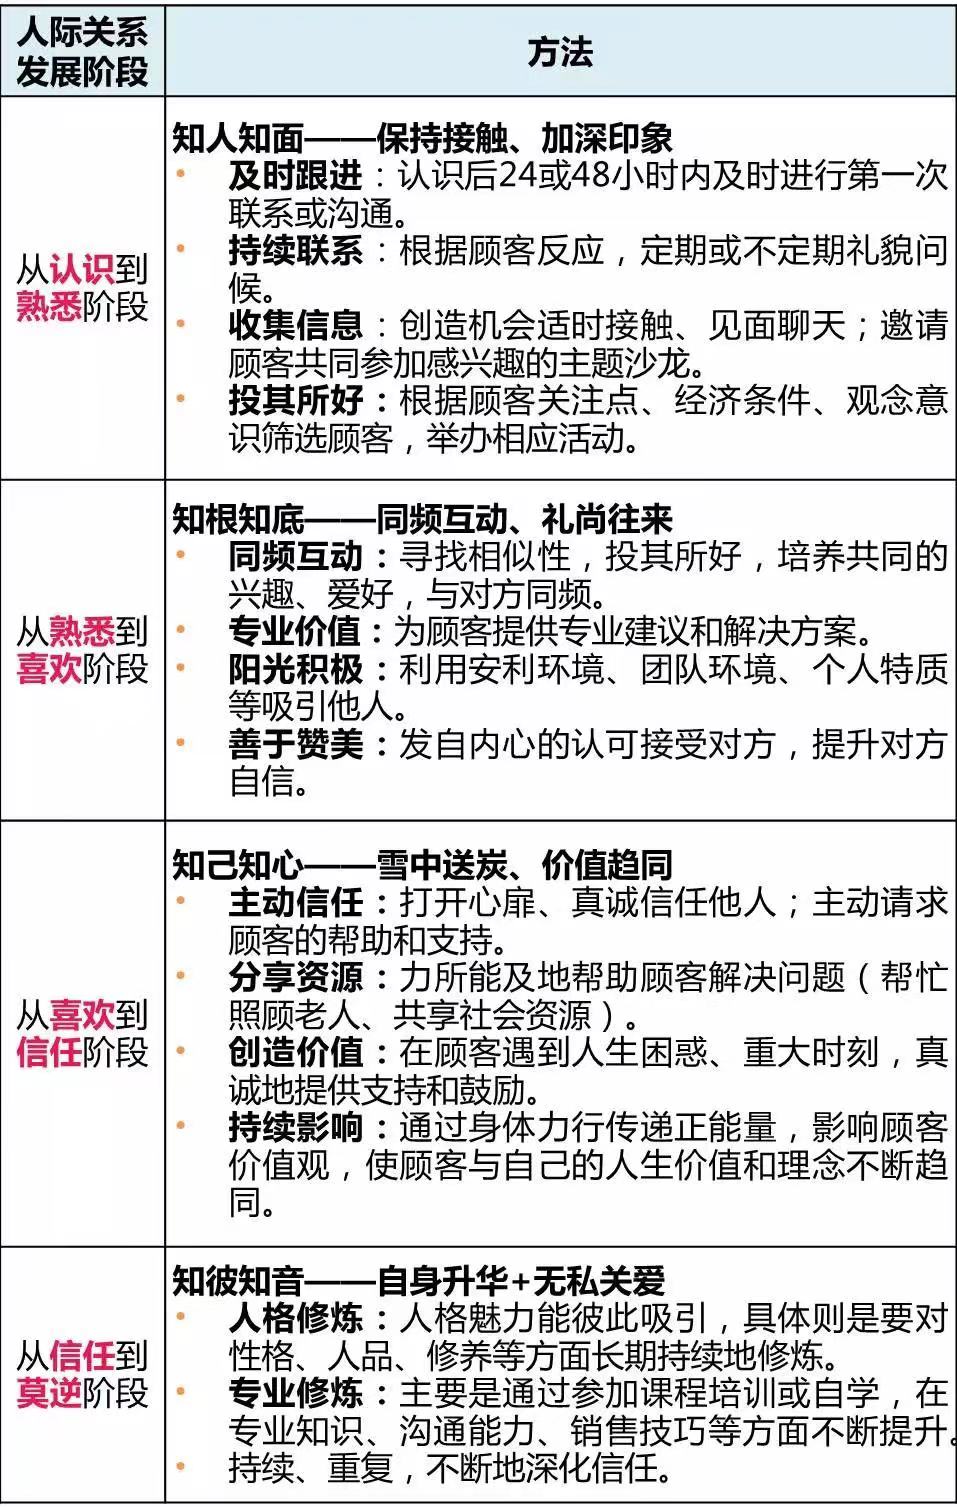 人际关系
发展阶段
方法
从认识到
熟悉阶段
知人知面——保持接触、加深印象
• 及时跟进：认识后24或48小时内及时进行第一次
联系或沟通。
• 持续联系：根据顾客反应，定期或不定期礼貌问
候。
• 收集信息：创造机会适时接触、见面聊天；邀请
顾客共同参加感兴趣的主题沙龙。
• 投其所好：根据顾客关注点、经济条件、观念意
识筛选顾客，举办相应活动。
从熟悉到
喜欢阶段
知根知底——同频互动、礼尚往来
• 同频互动：寻找相似性，投其所好，培养共同的
兴趣、爱好，与对方同频。
• 专业价值：为顾客提供专业建议和解决方案。
• 阳光积极：利用安利环境、团队环境、个人特质
等吸引他人。
• 善于赞美：发自内心的认可接受对方，提升对方
自信。
从喜欢到
信任阶段
知己知心——雪中送炭、价值趋同
• 主动信任：打开心扉、真诚信任他人；主动请求
顾客的帮助和支持。
• 分享资源：力所能及地帮助顾客解决问题（帮忙
照顾老人、共享社会资源）。
• 创造价值：在顾客遇到人生困惑、重大时刻，真
诚地提供支持和鼓励。
• 持续影响：通过身体力行传递正能量，影响顾客
价值观，使顾客与自己的人生价值和理念不断趋
同。
从信任到
莫逆阶段
知彼知音——自身升华+无私关爱
• 人格修炼：人格魅力能彼此吸引，具体则是要对
性格、人品、修养等方面长期持续地修炼。
• 专业修炼：主要是通过参加课程培训或自学，在
专业知识、沟通能力、销售技巧等方面不断提升。
• 持续、重复，不断地深化信任。